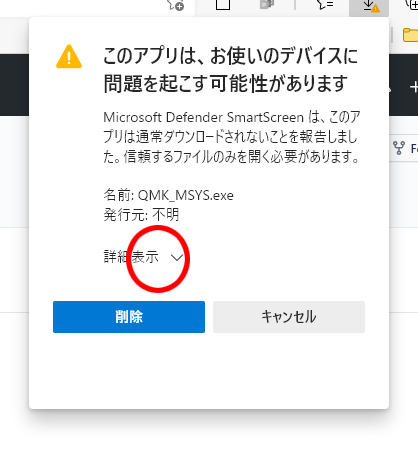 このアプリは、お使いのデバイスに
問題を起こす可能性があります
Microsoft Defender SmartScreen は、このア
プリは通常ダウンロードされないことを報告しまし
た。信頼するファイルのみを開く必要があります。
名前: QMK_MSYS.exe
発行元: 不明
詳細表示
削除
キャンセル